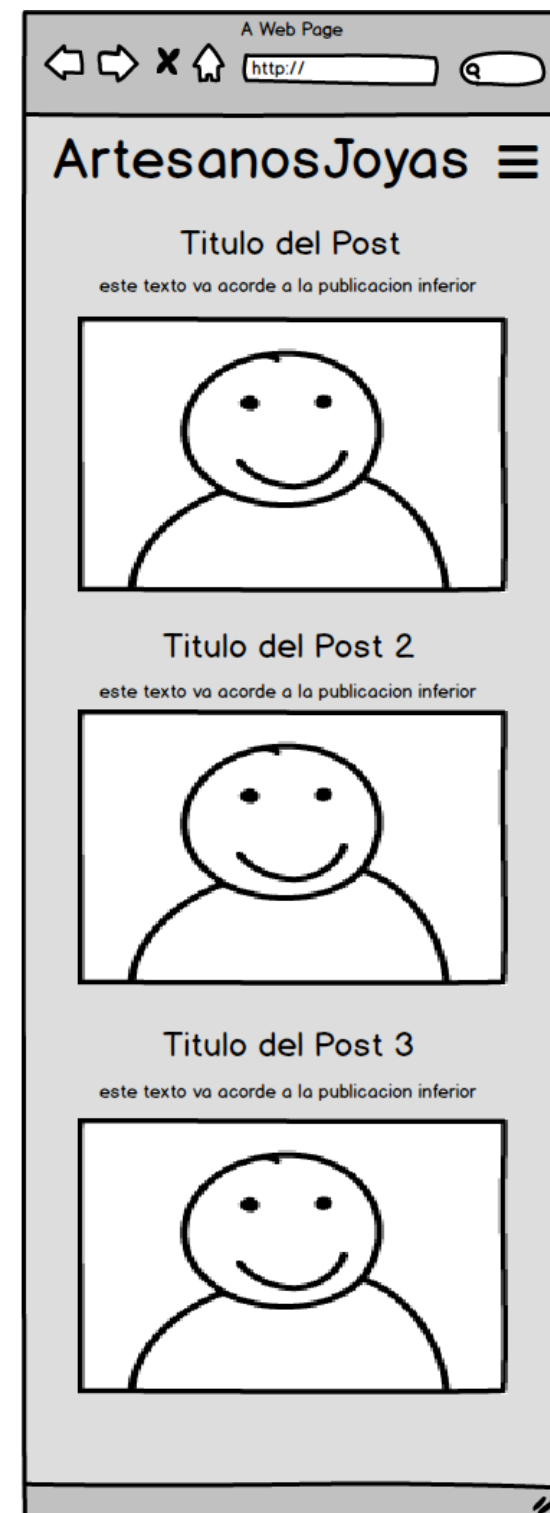 A Web Page
http://
ArtesanosJoyas
Titulo del Post
este texto va acorde a la publicacion inferior
Titulo del Post 2
este texto va acorde a la publicacion inferior
Titulo del Post 3
este texto va acorde a la publicacion inferior